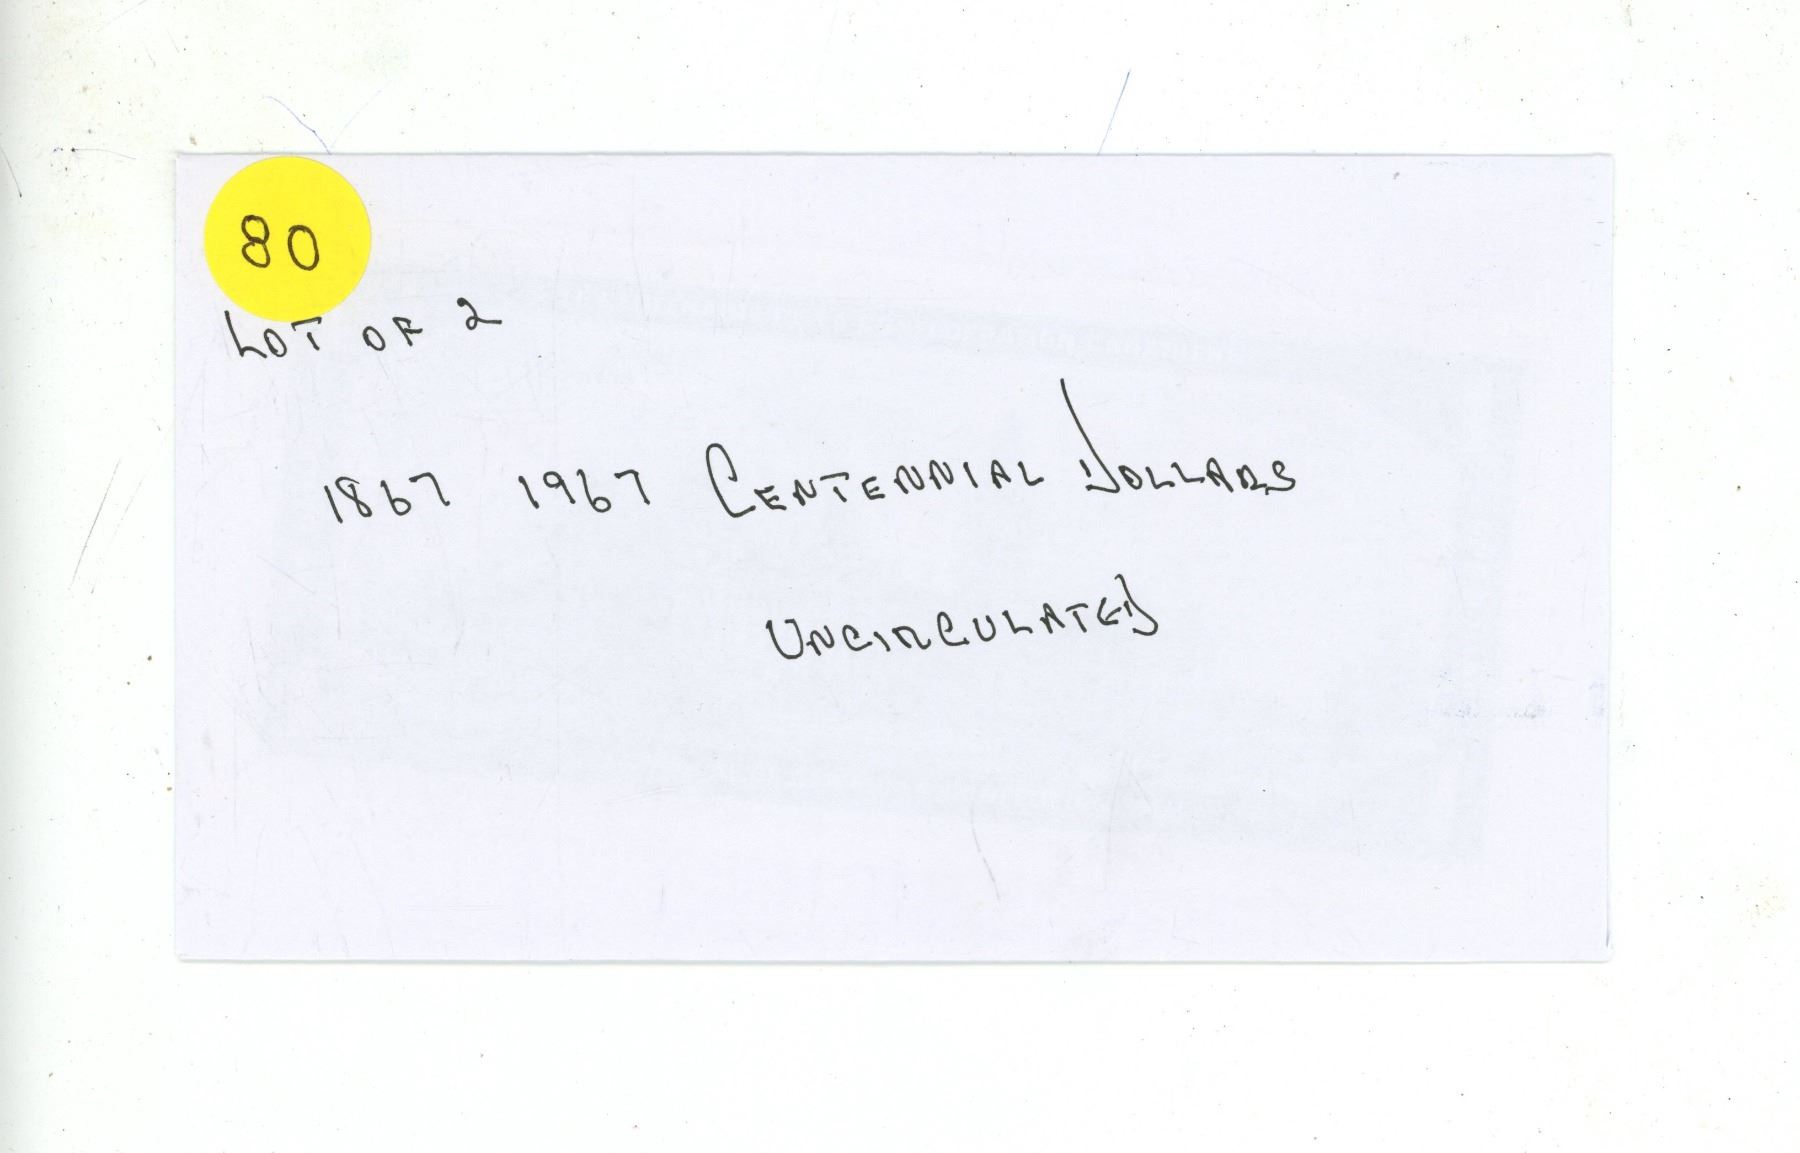 80
LOT OF 2
1867 1967 CENTENNIAL DOLLARS
UNCIRCULATED